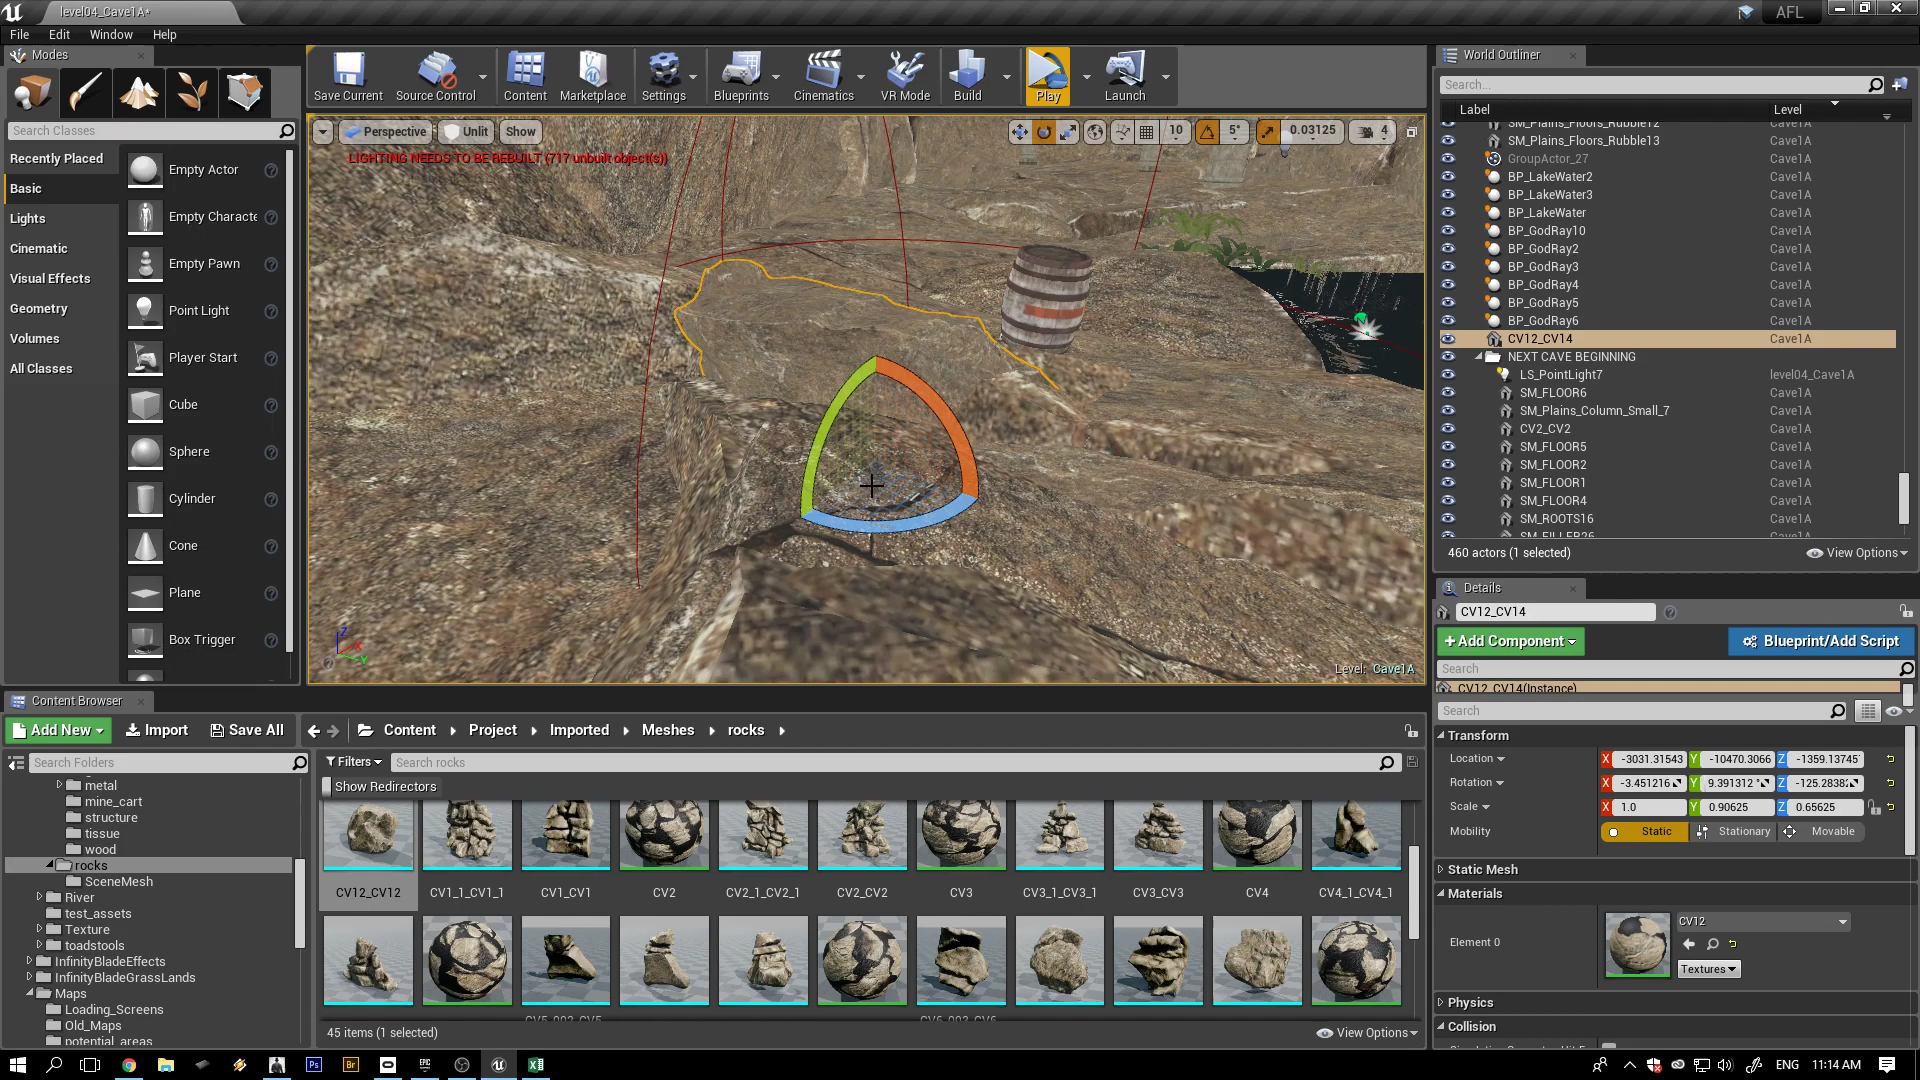 level04_Cave1A*
AFL
File Edit Window Help
Modes
Search Classes
Recently Placed
Basic
Lights
Cinematic
Visual Effects
Geometry
Volumes
All Classes
Empty Actor
Empty Characte
Empty Pawn
Point Light
Player Start
Cube
Sphere
Cylinder
Cone
Plane
Box Trigger
Save Current
Source Control
Content
Marketplace
Settings
Blueprints
Cinematics
VR Mode
Build
Play
Launch
Perspective Unlit Show
10 5° 0.03125 4
LIGHTING NEEDS TO BE REBUILT (717 unbuilt object(s))
Z X Y
Level: Cave1A
World Outliner
Search...
Label Level
SM_Plains_Floors_Rubble12 Cave1A
SM_Plains_Floors_Rubble13 Cave1A
GroupActor_27 Cave1A
BP_LakeWater2 Cave1A
BP_LakeWater3 Cave1A
BP_LakeWater Cave1A
BP_GodRay10 Cave1A
BP_GodRay2 Cave1A
BP_GodRay3 Cave1A
BP_GodRay4 Cave1A
BP_GodRay5 Cave1A
BP_GodRay6 Cave1A
CV12_CV14 Cave1A
NEXT CAVE BEGINNING Cave1A
LS_PointLight7 level04_Cave1A
SM_FLOOR6 Cave1A
SM_Plains_Column_Small_7 Cave1A
CV2_CV2 Cave1A
SM_FLOOR5 Cave1A
SM_FLOOR2 Cave1A
SM_FLOOR1 Cave1A
SM_FLOOR4 Cave1A
SM_ROOTS16 Cave1A
SM_FILLER26 Cave1A
460 actors (1 selected) View Options
Details
CV12_CV14
+Add Component Blueprint/Add Script
Search
CV12_CV14(Instance)
Search
Transform
Location X -3031.31543 Y -10470.3066 Z -1359.13745
Rotation X -3.451216 Y 9.391312 ° Z -125.2838
Scale X 1.0 Y 0.90625 Z 0.65625
Mobility Static Stationary Movable
Static Mesh
Materials
Element 0
CV12
Textures
Physics
Collision
Content Browser
Add New Import Save All
Content Project Imported Meshes rocks
Search Folders
metal
mine_cart
structure
tissue
wood
rocks
SceneMesh
River
test_assets
Texture
toadstools
InfinityBladeEffects
InfinityBladeGrassLands
Maps
Loading_Screens
Old_Maps
potential_areas
Filters
Search rocks
Show Redirectors
CV12_CV12 CV1_1_CV1_1 CV1_CV1 CV2 CV2_1_CV2_1 CV2_CV2 CV3 CV3_1_CV3_1 CV3_CV3 CV4 CV4_1_CV4_1
CV5_002_CV5 CV6_003_CV6
45 items (1 selected) View Options
Ps Br EPIC
ENG 11:14 AM